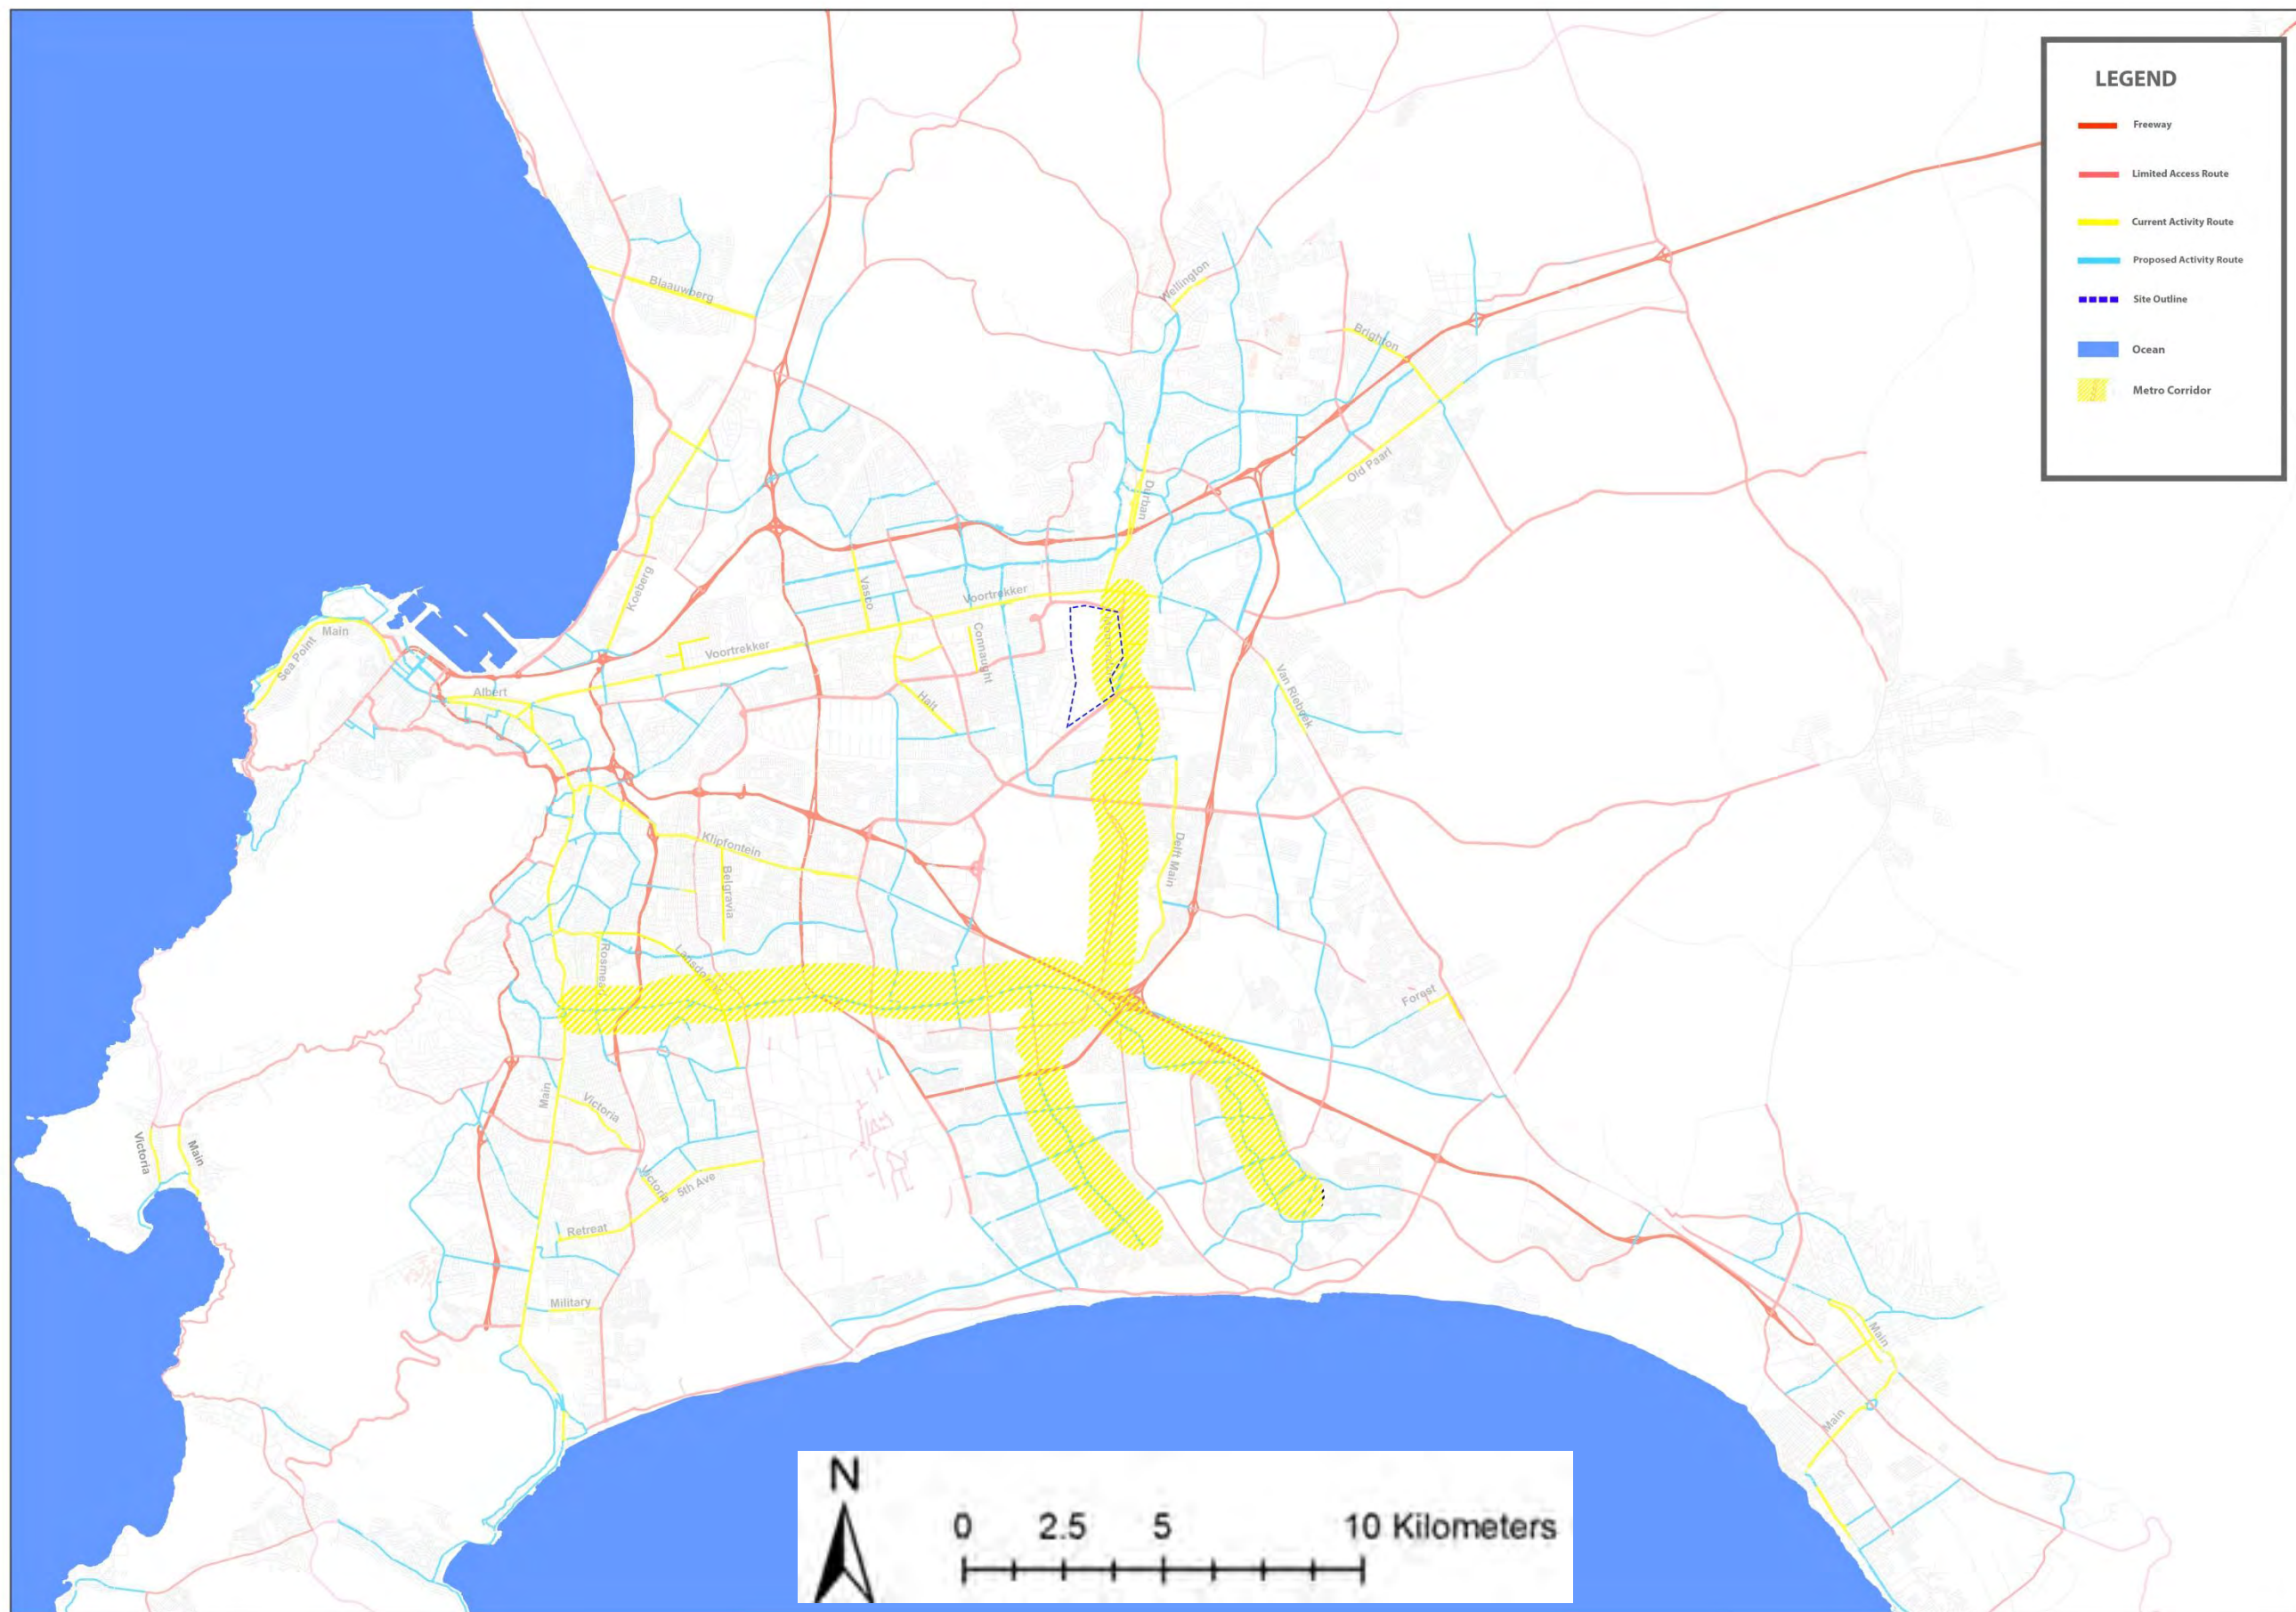 LEGEND
Freeway
Limited Access Route
Current Activity Route
Proposed Activity Route
Site Outline
Ocean
Metro Corridor
Blaauwberg
Wellington
Brighton
Old Paarl
Durban
Koeberg
Vasco
Voortrekker
Voortrekker
Connaught
Main
Sea Point
Albert
Halt
Van Riebeek
Klipfontein
Belgravia
Delft Main
Rosmead
Forest
Main
Victoria
Victoria
Main
Victoria
5th Ave
Retreat
Military
Main
Main
N
0 2.5 5 10 Kilometers